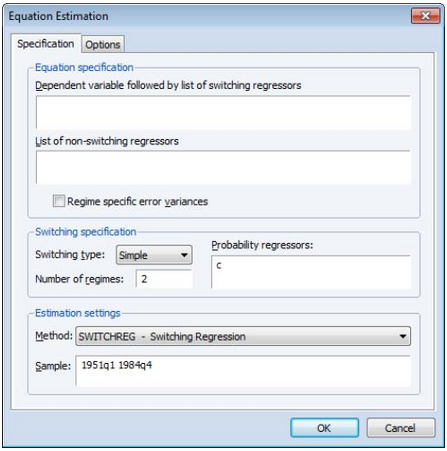 Equation Estimation
Specification
Options
Equation specification
Dependent variable followed by list of switching regressors
List of non-switching regressors
Regime specific error variances
Switching specification
Switching type: Simple
Number of regimes: 2
Probability regressors:
c
Estimation settings
Method: SWITCHREG - Switching Regression
Sample: 1951q1 1984q4
OK
Cancel